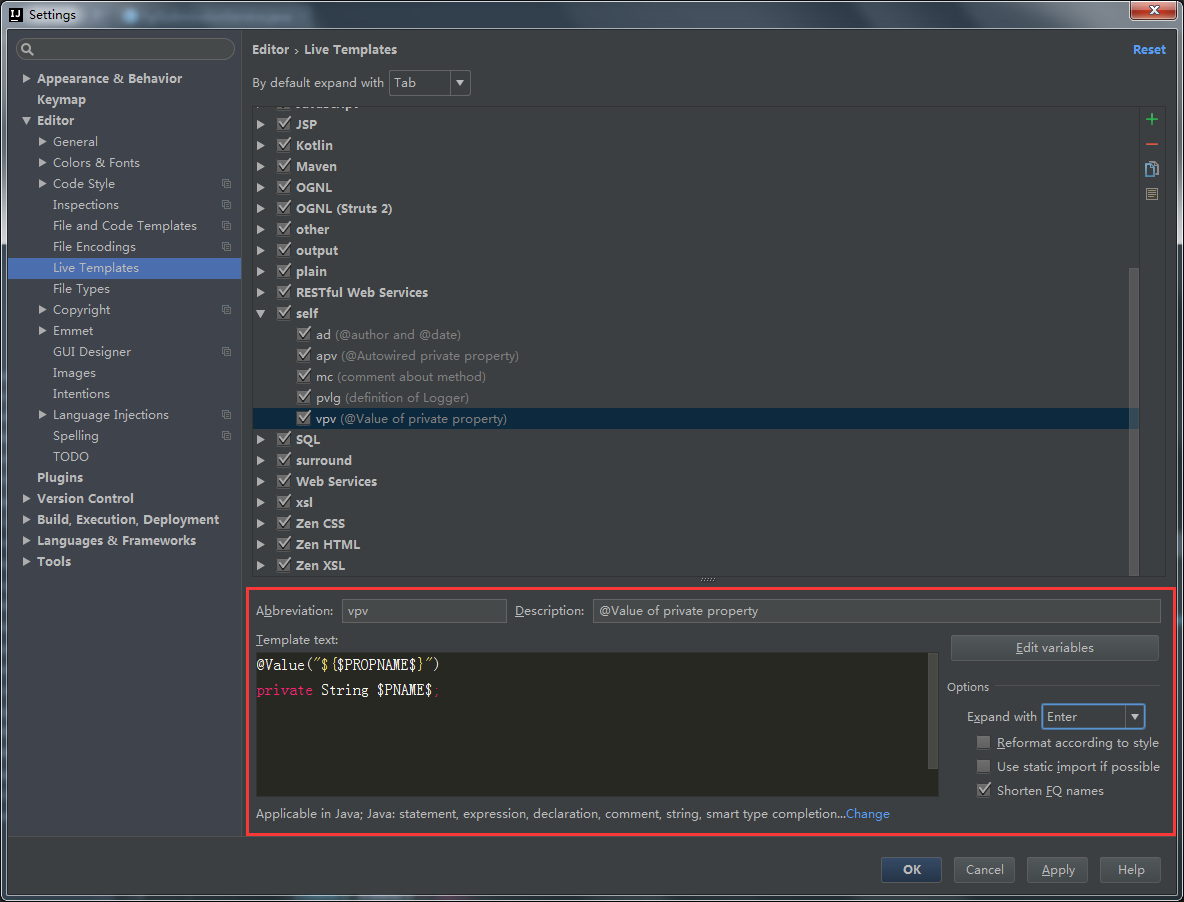 Settings
Appearance & Behavior
Keymap
Editor
General
Colors & Fonts
Code Style
Inspections
File and Code Templates
File Encodings
Live Templates
File Types
Copyright
Emmet
GUI Designer
Images
Intentions
Language Injections
Spelling
TODO
Plugins
Version Control
Build, Execution, Deployment
Languages & Frameworks
Tools
Editor › Live Templates
Reset
By default expand with Tab
JSP
Kotlin
Maven
OGNL
OGNL (Struts 2)
other
output
plain
RESTful Web Services
self
ad (@author and @date)
apv (@Autowired private property)
mc (comment about method)
pvlg (definition of Logger)
vpv (@Value of private property)
SQL
surround
Web Services
xsl
Zen CSS
Zen HTML
Zen XSL
Abbreviation: vpv Description: @Value of private property
Template text:
@Value("${$PROPNAME$}")
private String $PNAME$;
Edit variables
Options
Expand with Enter
Reformat according to style
Use static import if possible
Shorten FQ names
Applicable in Java; Java: statement, expression, declaration, comment, string, smart type completion...Change
OK Cancel Apply Help